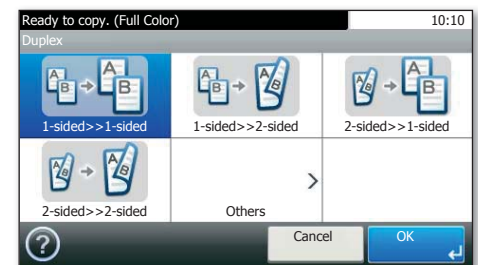 Ready to copy. (Full Color) 10:10
Duplex
A B A B
1-sided>>1-sided
A B A B
1-sided>>2-sided
A B A B
2-sided>>1-sided
A B A B
2-sided>>2-sided
Others
?
Cancel
OK